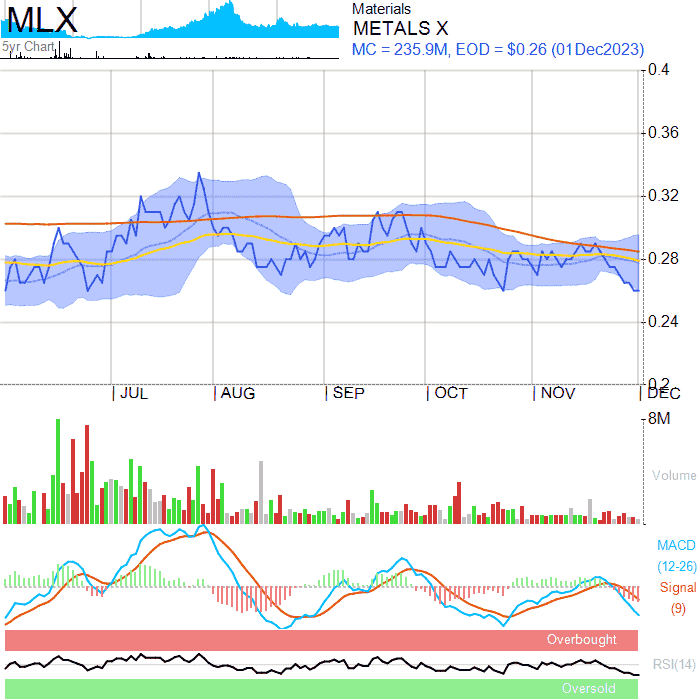 MLX
5yr Chart
Materials
METALS X
MC = 235.9M, EOD = $0.26 (01Dec2023)
0.4
0.36
0.32
0.28
0.24
0.2
JUL AUG SEP OCT NOV DEC
8M
Volume
MACD
(12-26)
Signal
(9)
Overbought
RSI(14)
Oversold